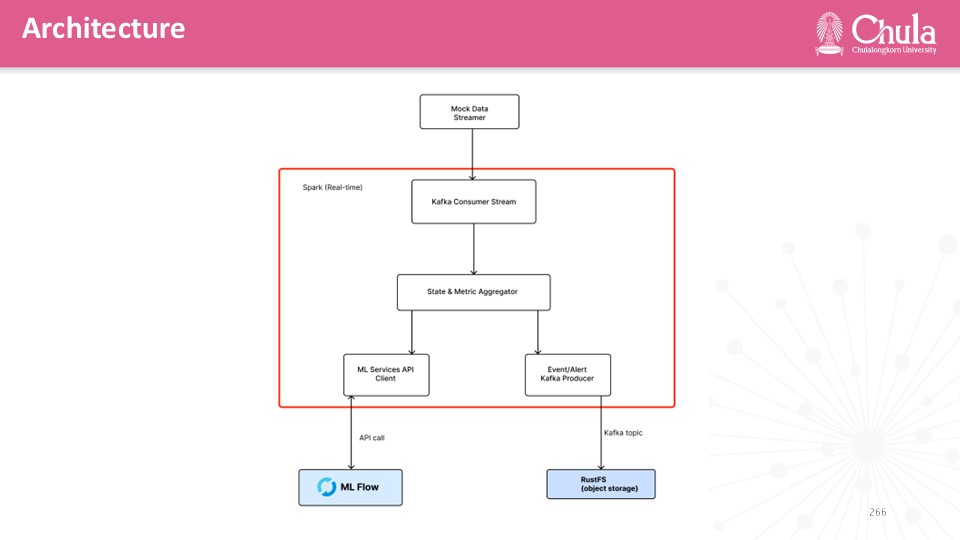 Architecture
Chula
Chulalongkorn University
Mock Data
Streamer
Spark (Real-time)
Kafka Consumer Stream
State & Metric Aggregator
ML Services API
Client
Event/Alert
Kafka Producer
API call
Kafka topic
ML Flow
RustFS
(object storage)
266